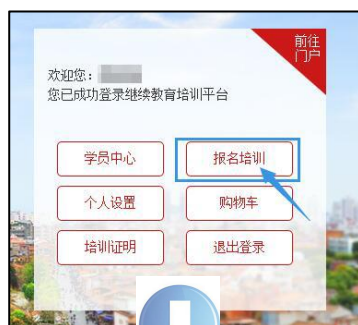 前往
门户
欢迎您：
您已成功登录继续教育培训平台
学员中心
报名培训
个人设置
购物车
培训证明
退出登录